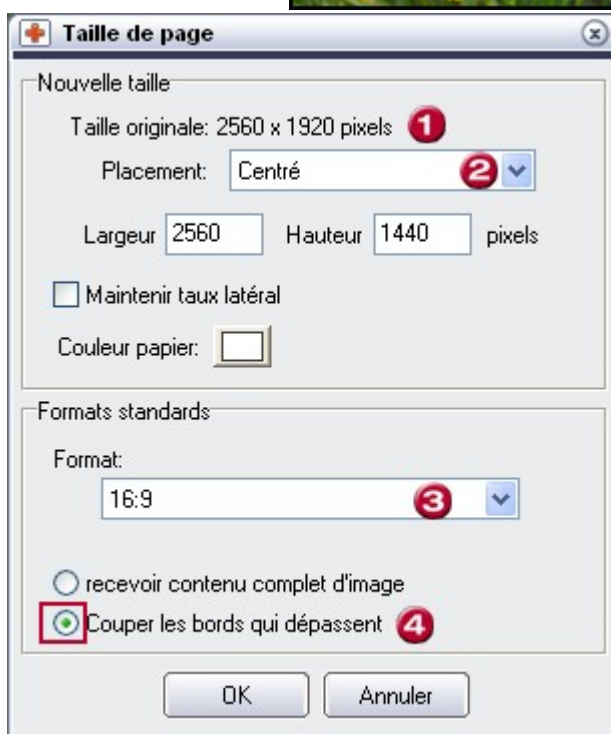 Taille de page
Nouvelle taille
Taille originale: 2560 x 1920 pixels 1
Placement: Centré 2
Largeur 2560 Hauteur 1440 pixels
Maintenir taux latéral
Couleur papier:
Formats standards
Format:
16:9 3
recevoir contenu complet d'image
Couper les bords qui dépassent 4
OK Annuler